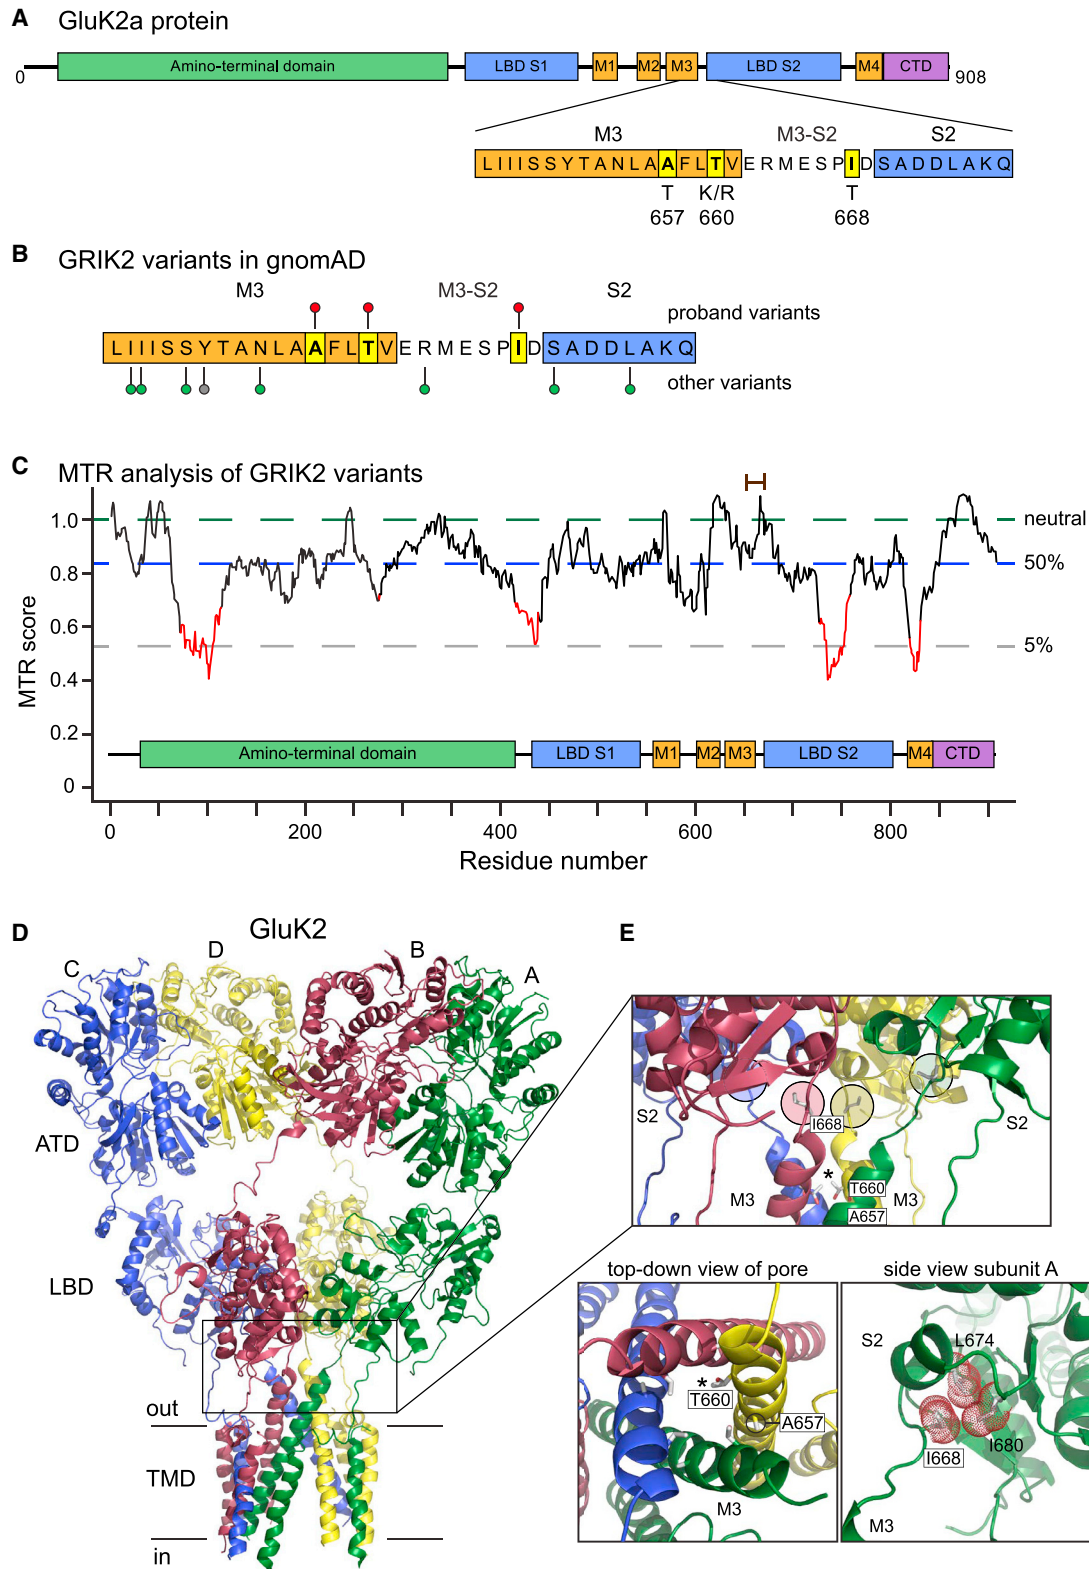 A GluK2a protein
0 Amino-terminal domain LBD S1 M1 M2 M3 LBD S2 M4 CTD 908
M3 M3-S2 S2
LIIISSYTANLAAFLTVERMESPIDSADDLAKQ
T K/R T
657 660 668
B GRIK2 variants in gnomAD
M3 M3-S2 S2 proband variants
LIIISSYTANLAAFLTVERMESPIDSADDLAKQ
other variants
C MTR analysis of GRIK2 variants
MTR score
1.0 neutral
0.8 50%
0.6 5%
0.4
0.2
Amino-terminal domain LBD S1 M1 M2 M3 LBD S2 M4 CTD
0
0 200 400 600 800
Residue number
D GluK2
C D B A
ATD
LBD
out
TMD
in
E
I668
S2 S2
*
T660
M3 M3
A657
top-down view of pore
*
T660
A657
M3
side view subunit A
S2
L674
I668 I680
M3